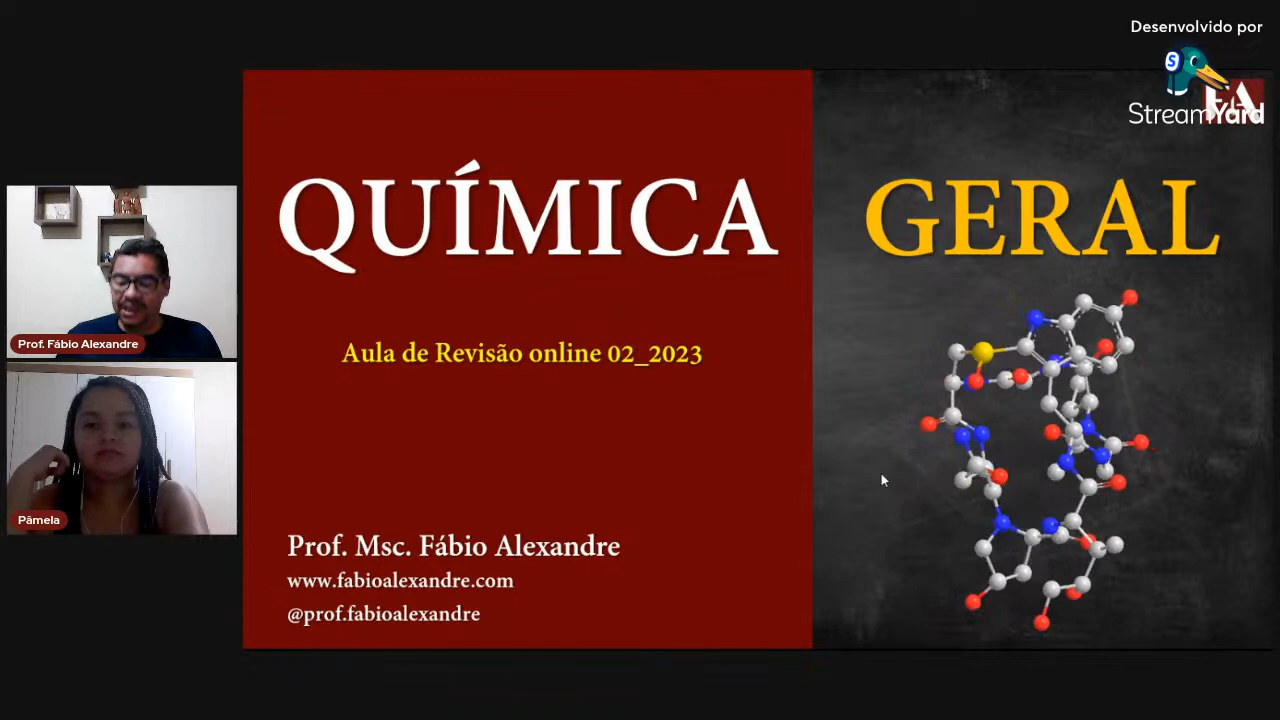 Desenvolvido por
StreamYard
FA
QUÍMICA GERAL
Aula de Revisão online 02_2023
Prof. Fábio Alexandre
Pâmela
Prof. Msc. Fábio Alexandre
www.fabioalexandre.com
@prof.fabioalexandre